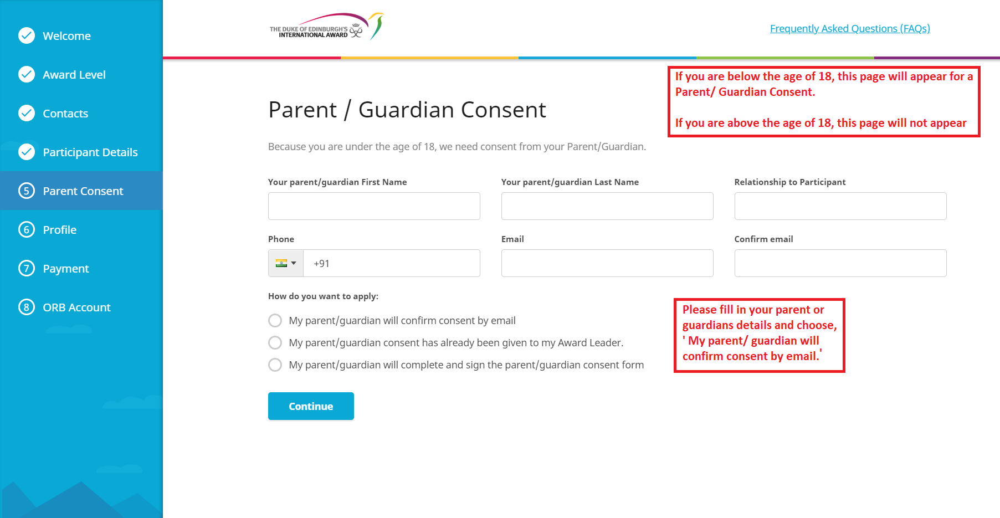 Welcome
Award Level
Contacts
Participant Details
5 Parent Consent
6 Profile
7 Payment
8 ORB Account
THE DUKE OF EDINBURGH'S
INTERNATIONAL AWARD
Frequently Asked Questions (FAQs)
If you are below the age of 18, this page will appear for a
Parent/ Guardian Consent.
If you are above the age of 18, this page will not appear
Parent / Guardian Consent
Because you are under the age of 18, we need consent from your Parent/Guardian.
Your parent/guardian First Name
Your parent/guardian Last Name
Relationship to Participant
Phone
Email
Confirm email
+91
How do you want to apply:
My parent/guardian will confirm consent by email
My parent/guardian consent has already been given to my Award Leader.
My parent/guardian will complete and sign the parent/guardian consent form
Please fill in your parent or
guardians details and choose,
' My parent/ guardian will
confirm consent by email.'
Continue